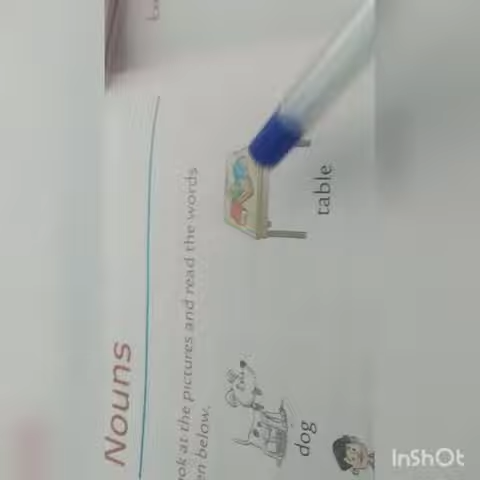 Nouns
ok at the pictures and read the words
en below.
dog
table
InShOt